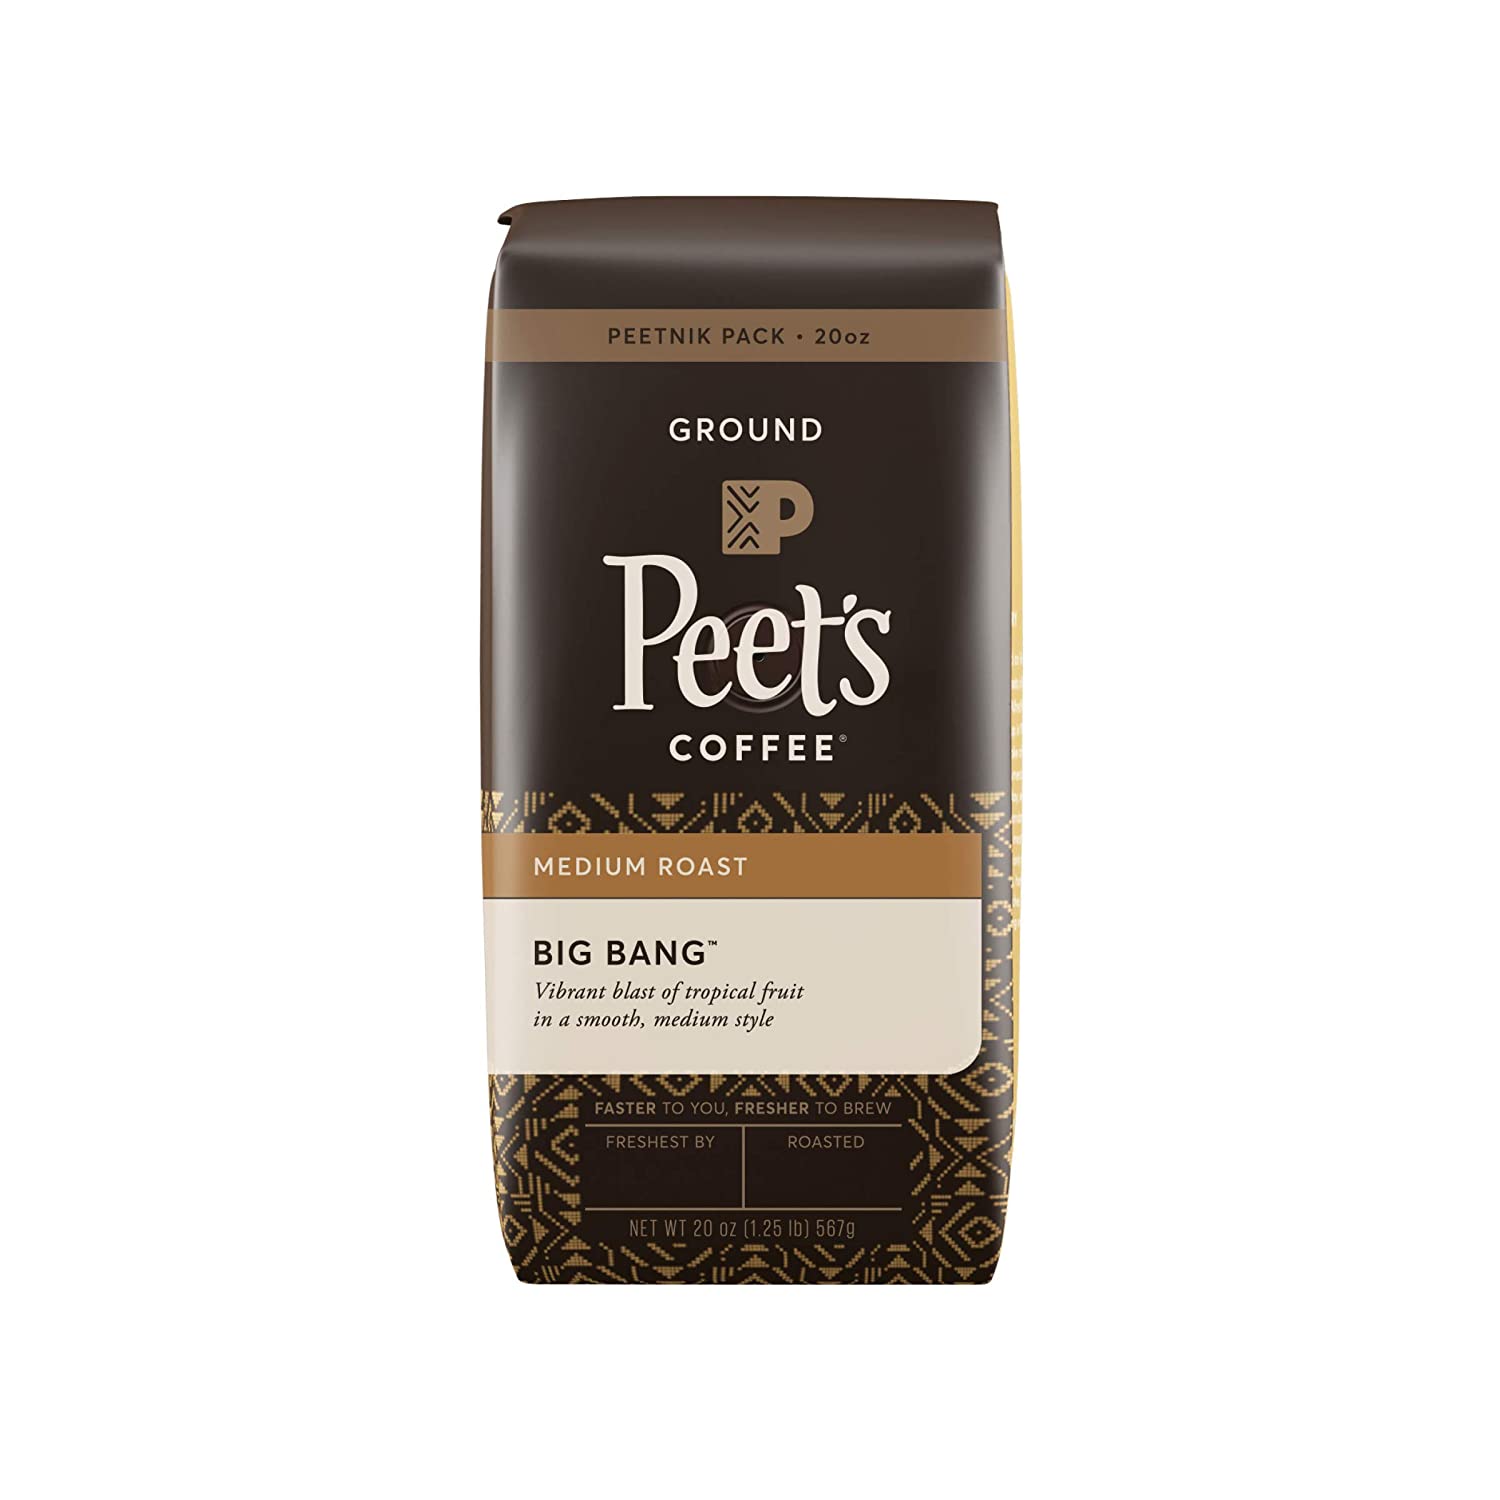 PEETNIK PACK • 20oz
GROUND
P
Peet's
COFFEE®
MEDIUM ROAST
BIG BANG™
Vibrant blast of tropical fruit
in a smooth, medium style
FASTER TO YOU, FRESHER TO BREW
FRESHEST BY
ROASTED
NET WT 20 oz (1.25 lb) 567g